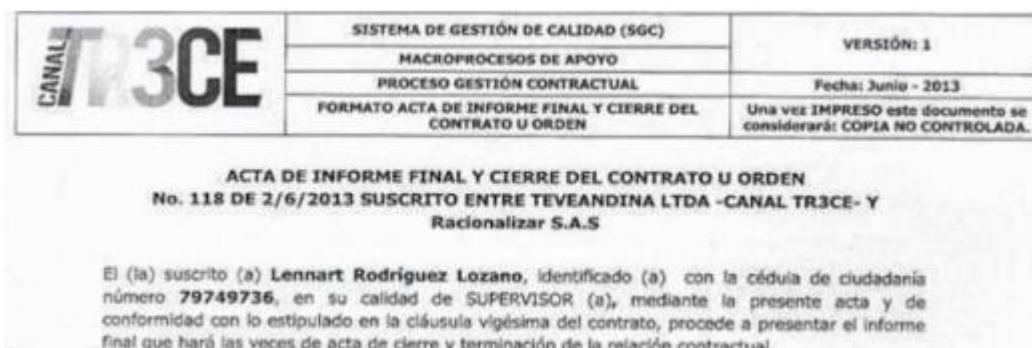 CANAL TR3CE
SISTEMA DE GESTIÓN DE CALIDAD (SGC)
VERSIÓN: 1
MACROPROCESOS DE APOYO
PROCESO GESTIÓN CONTRACTUAL
Fecha: Junio - 2013
FORMATO ACTA DE INFORME FINAL Y CIERRE DEL
CONTRATO U ORDEN
Una vez IMPRESO este documento se
considerará: COPIA NO CONTROLADA.
ACTA DE INFORME FINAL Y CIERRE DEL CONTRATO U ORDEN
No. 118 DE 2/6/2013 SUSCRITO ENTRE TEVEANDINA LTDA -CANAL TR3CE- Y
Racionalizar S.A.S
El (la) suscrito (a) Lennart Rodríguez Lozano, identificado (a) con la cédula de ciudadanía
número 79749736, en su calidad de SUPERVISOR (a), mediante la presente acta y de
conformidad con lo estipulado en la cláusula vigésima del contrato, procede a presentar el informe
final que hará las veces de acta de cierre y terminación de la relación contractual.